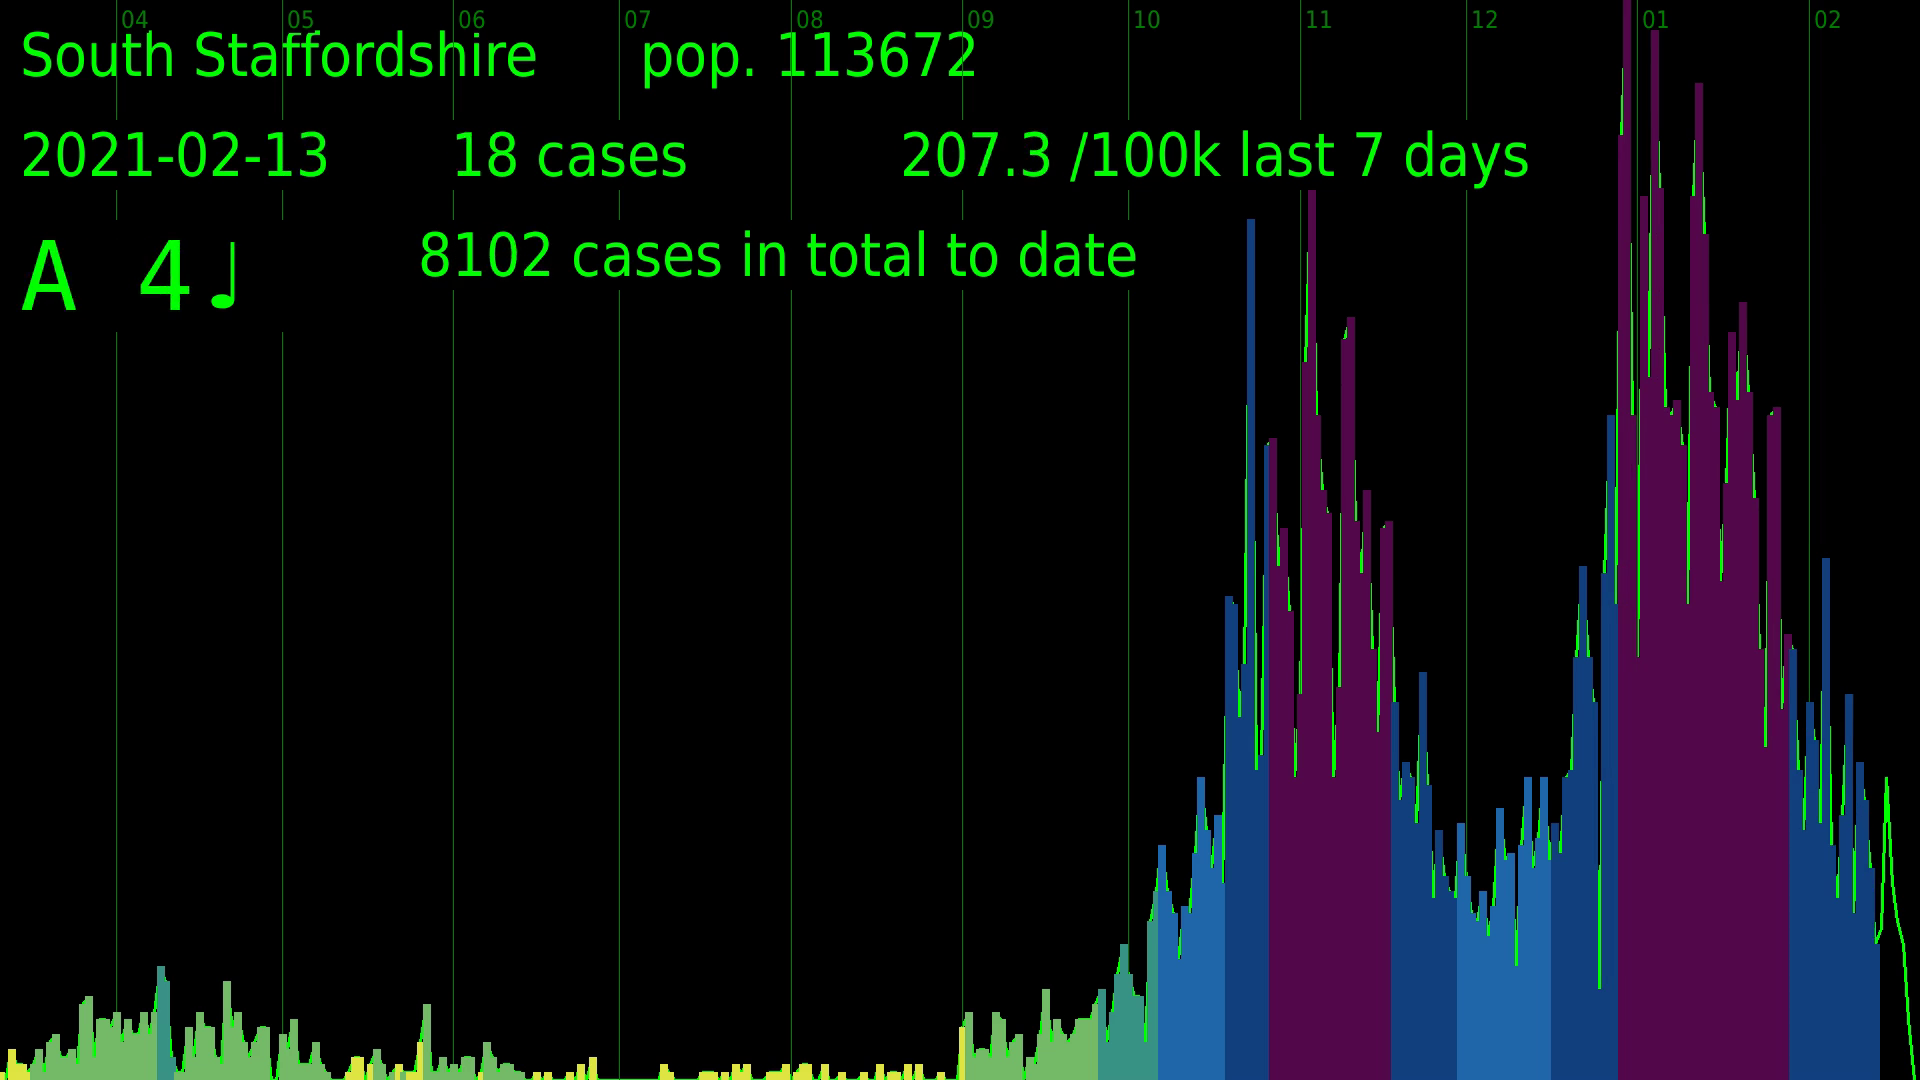 04 05 06 07 08 09 10 11 12 01 02
South Staffordshire pop. 113672
2021-02-13 18 cases 207.3 /100k last 7 days
A 4♩ 8102 cases in total to date